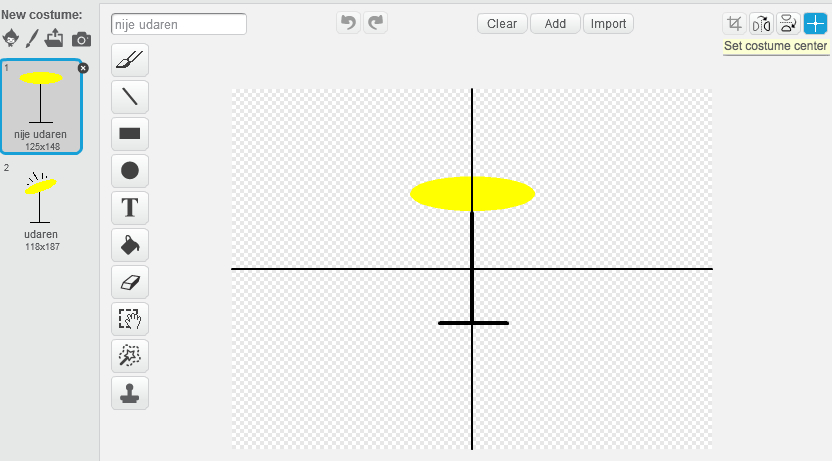 New costume:
1
nije udaren
125x148
2
udaren
118x187
nije udaren
Clear
Add
Import
Set costume center
T